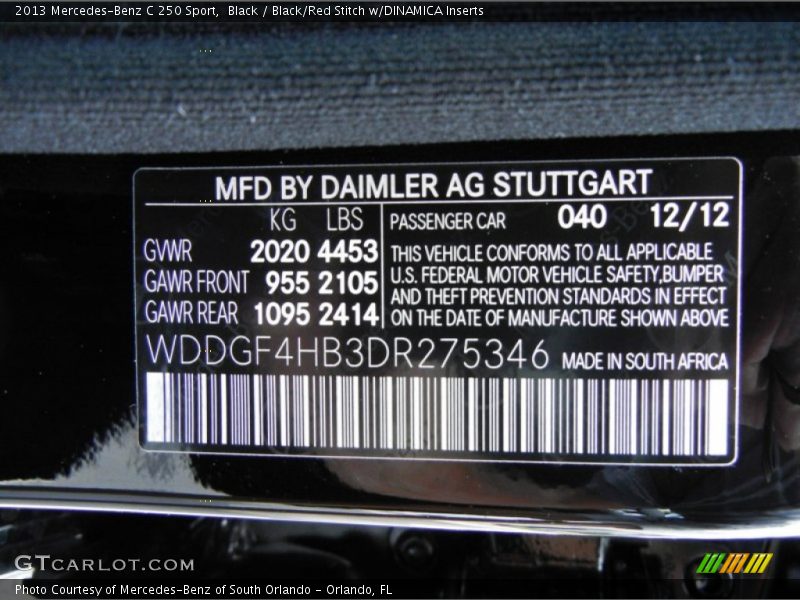 2013 Mercedes-Benz C 250 Sport,  Black / Black/Red Stitch w/DINAMICA Inserts
MFD BY DAIMLER AG STUTTGART
KG LBS
GVWR 2020 4453
GAWR FRONT 955 2105
GAWR REAR 1095 2414
PASSENGER CAR 040 12/12
THIS VEHICLE CONFORMS TO ALL APPLICABLE
U.S. FEDERAL MOTOR VEHICLE SAFETY,BUMPER
AND THEFT PREVENTION STANDARDS IN EFFECT
ON THE DATE OF MANUFACTURE SHOWN ABOVE
WDDGF4HB3DR275346 MADE IN SOUTH AFRICA
GTCARLOT.COM
Photo Courtesy of Mercedes-Benz of South Orlando - Orlando, FL